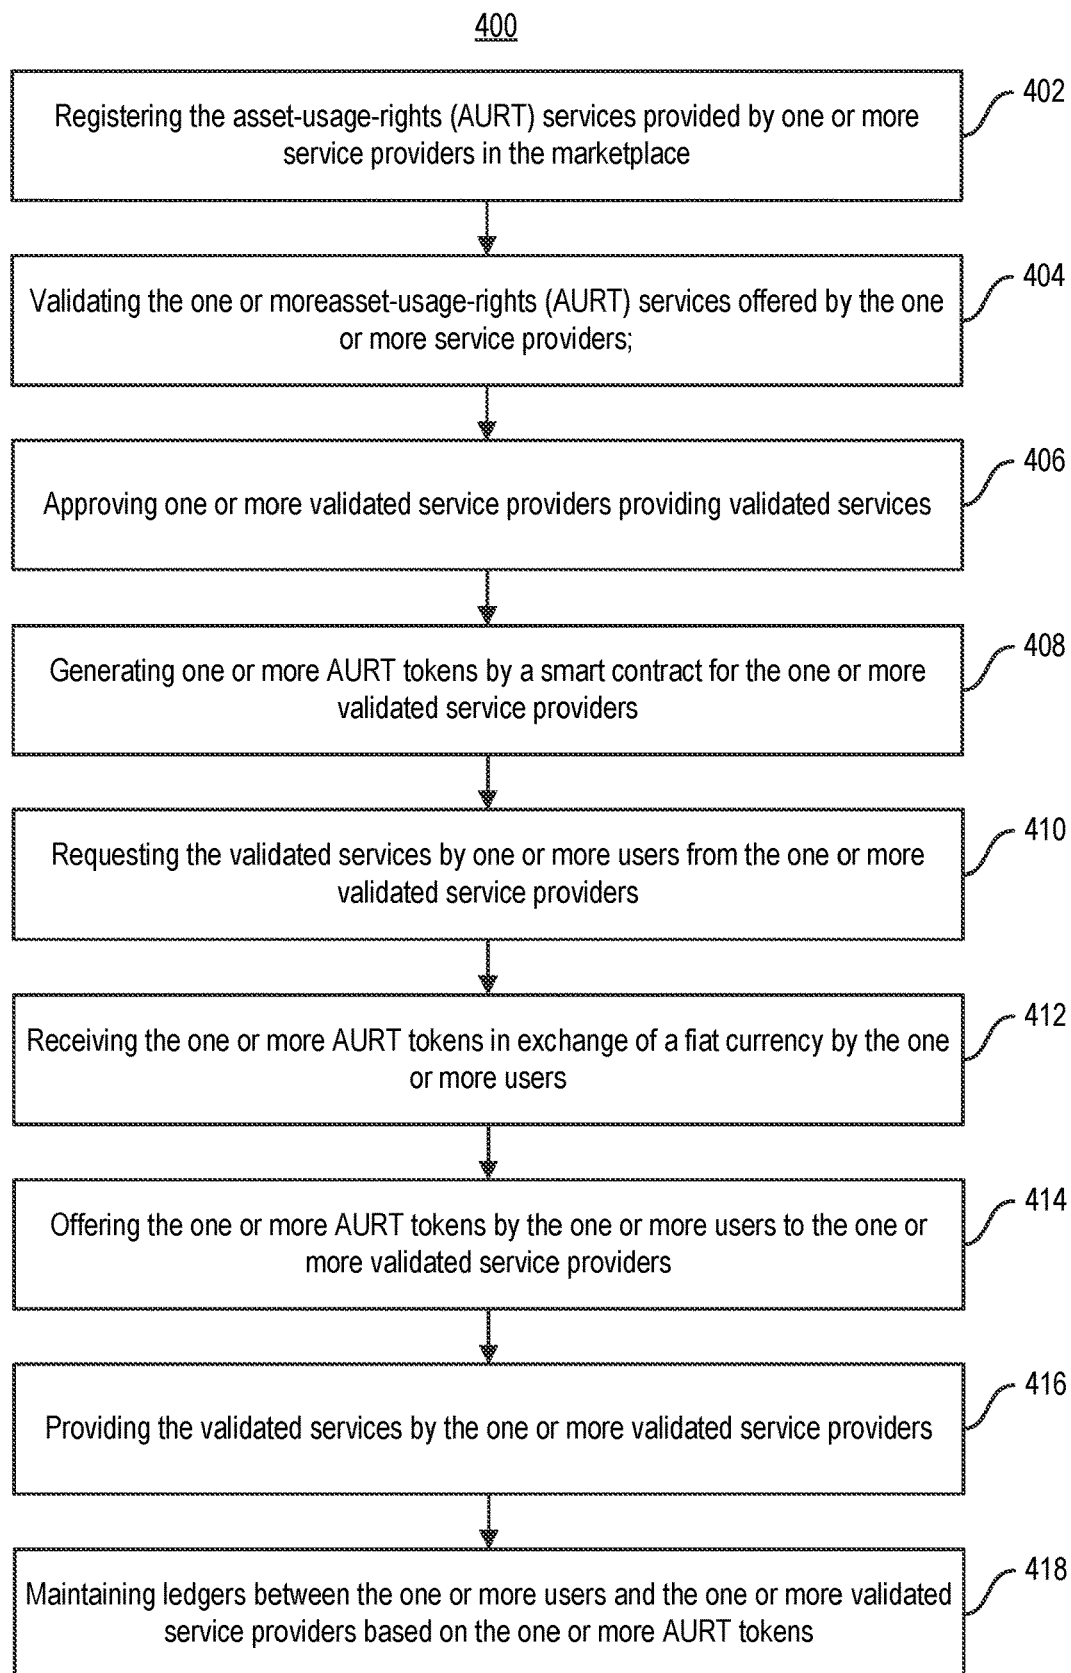 400
Registering the asset-usage-rights (AURT) services provided by one or more
service providers in the marketplace
402
Validating the one or moreasset-usage-rights (AURT) services offered by the one
or more service providers;
404
Approving one or more validated service providers providing validated services
406
Generating one or more AURT tokens by a smart contract for the one or more
validated service providers
408
Requesting the validated services by one or more users from the one or more
validated service providers
410
Receiving the one or more AURT tokens in exchange of a fiat currency by the one
or more users
412
Offering the one or more AURT tokens by the one or more users to the one or
more validated service providers
414
Providing the validated services by the one or more validated service providers
416
Maintaining ledgers between the one or more users and the one or more validated
service providers based on the one or more AURT tokens
418